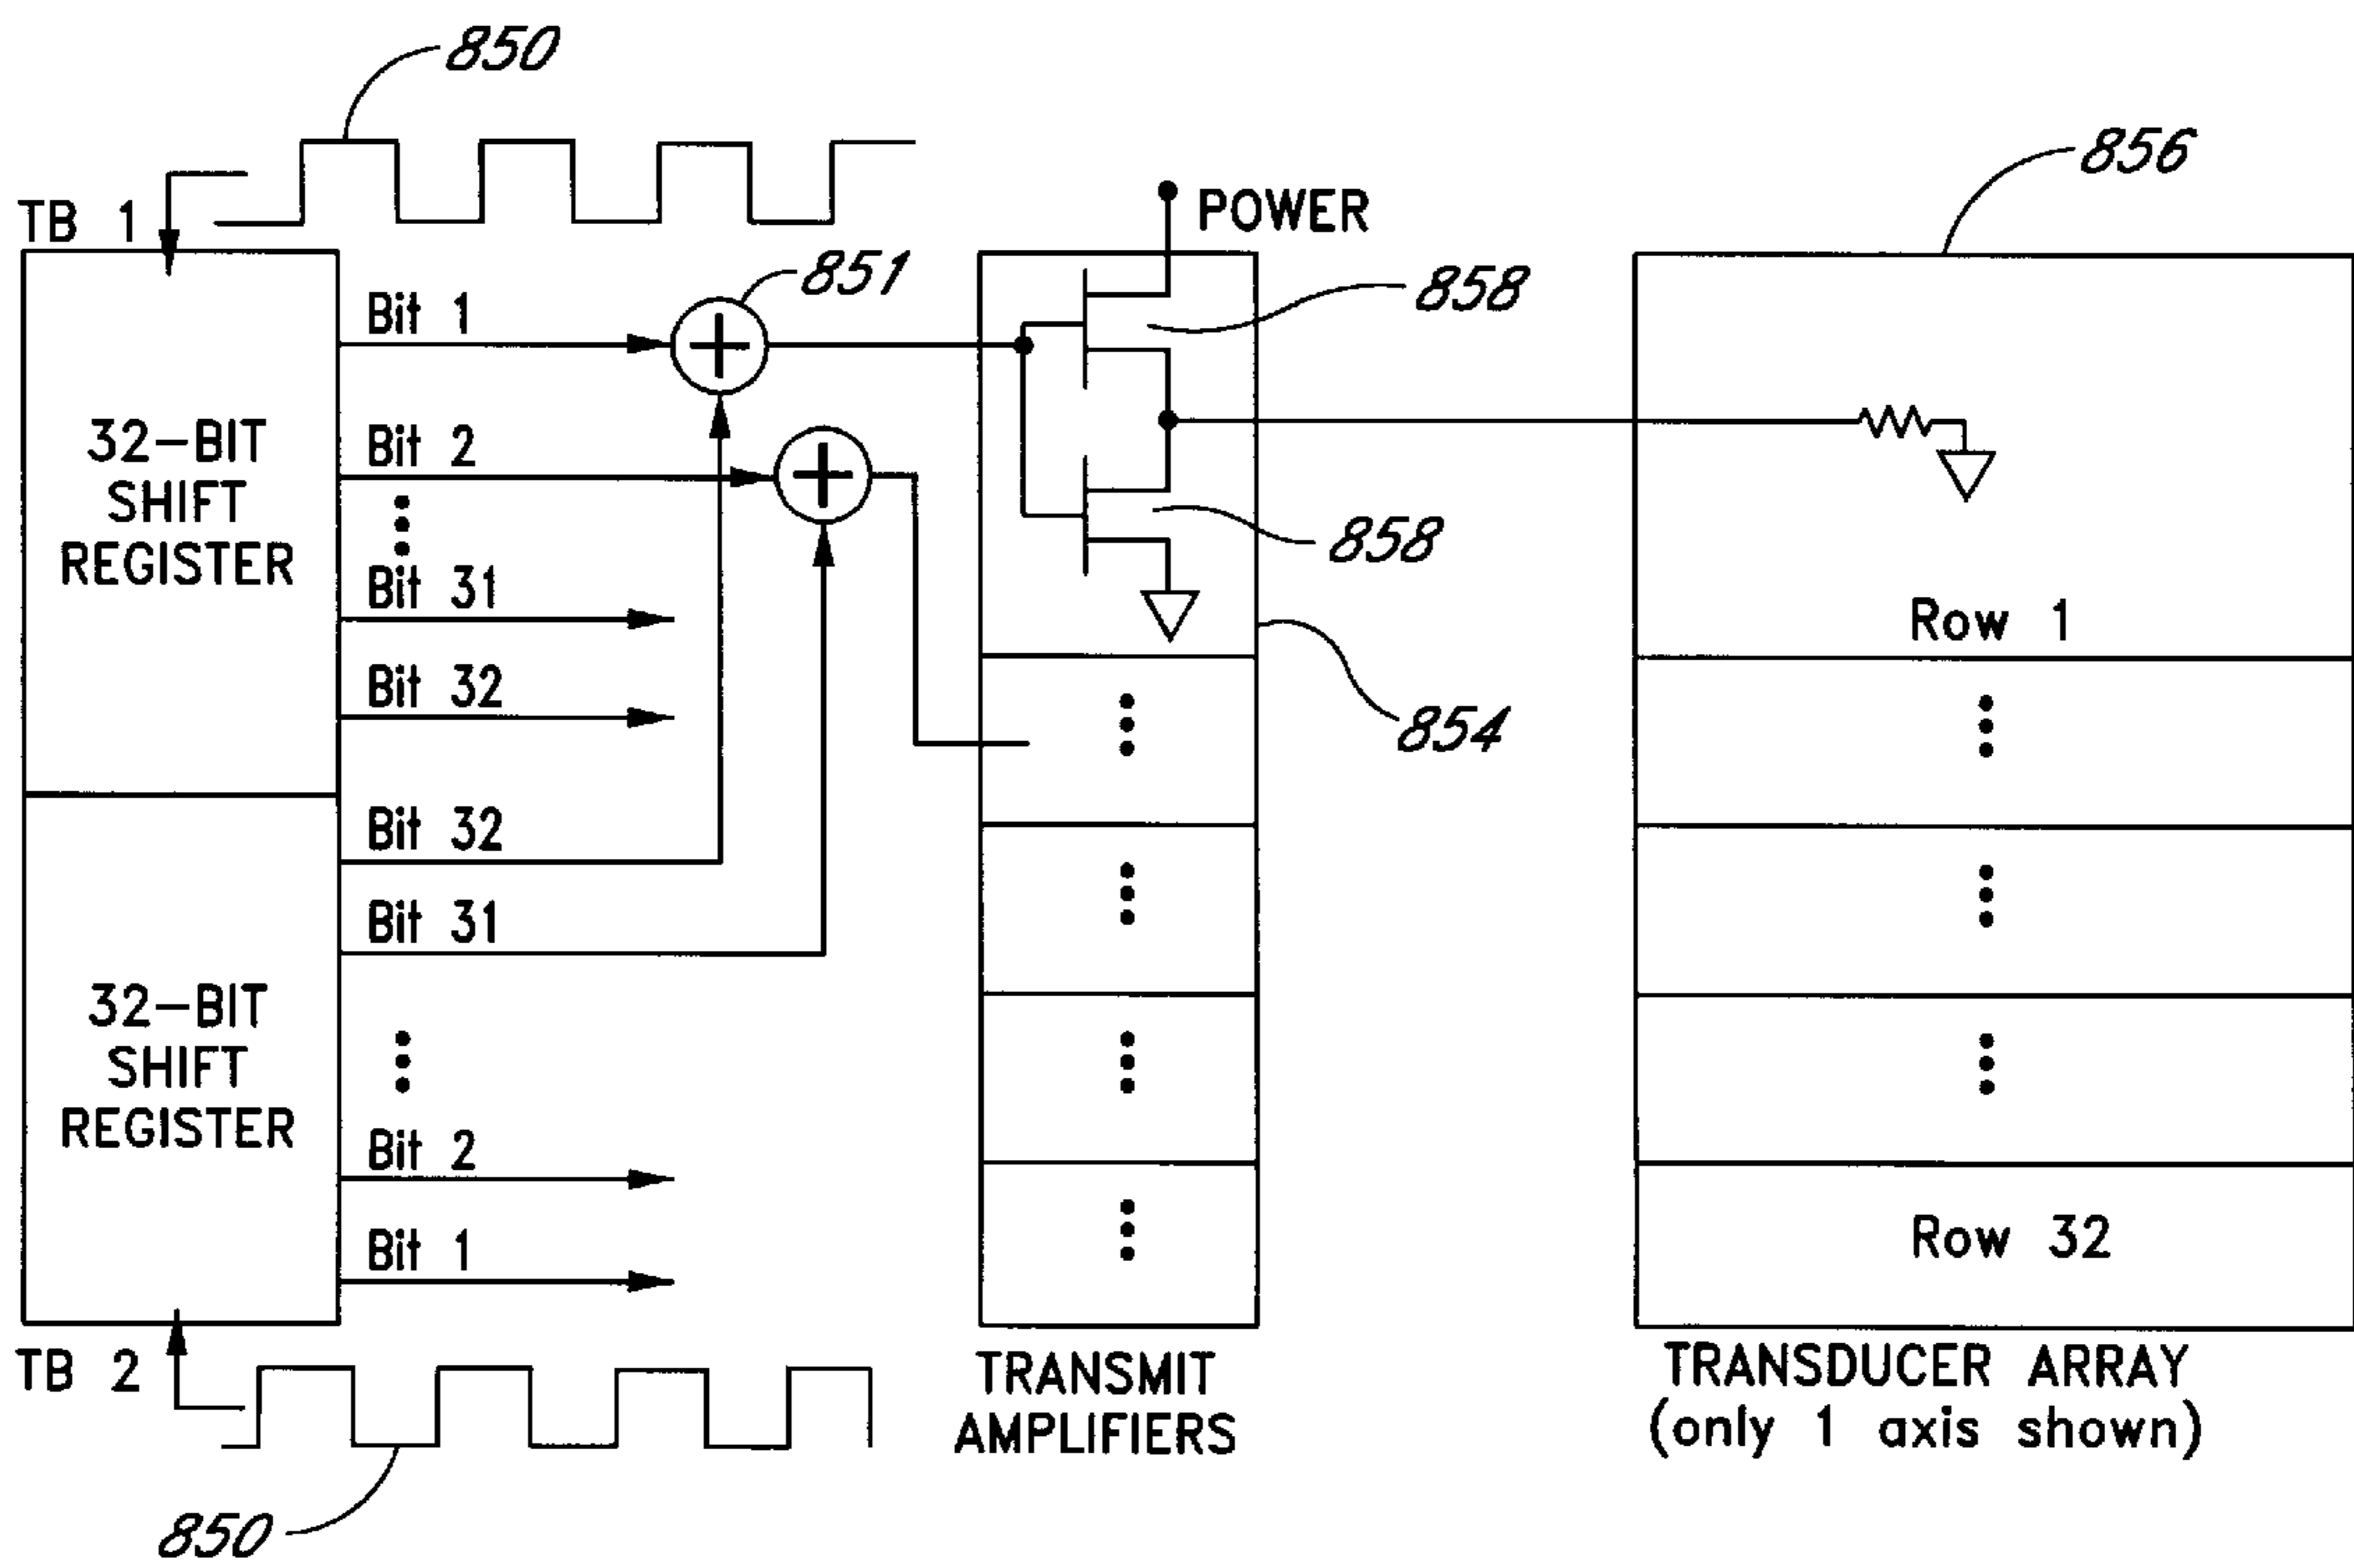 850
856
TB 1
POWER
851
858
Bit 1
Bit 2
32-BIT
SHIFT
REGISTER
858
Bit 31
Row 1
Bit 32
854
Bit 32
Bit 31
32-BIT
SHIFT
REGISTER
Bit 2
Bit 1
Row 32
TB 2
TRANSMIT
AMPLIFIERS
TRANSDUCER ARRAY
(only 1 axis shown)
850